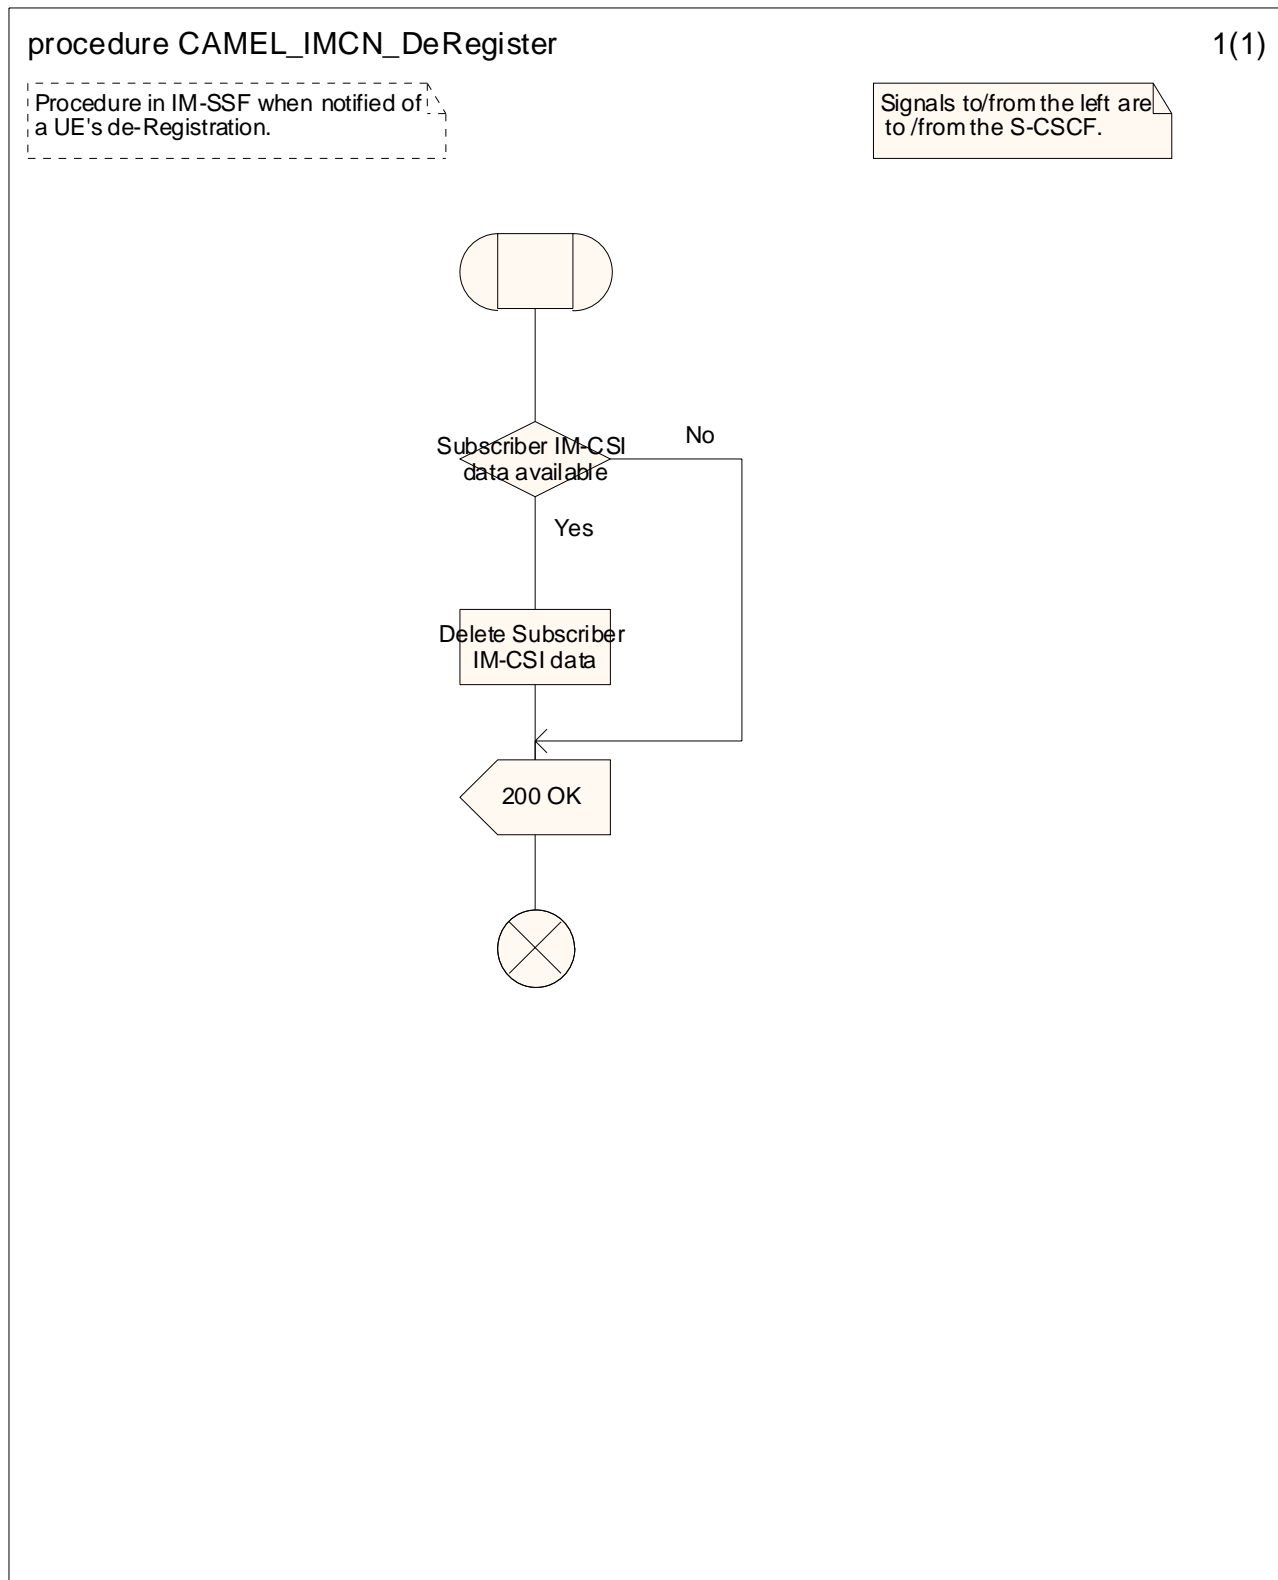 procedure CAMEL_IMCN_DeRegister
1(1)
Procedure in IM-SSF when notified of
a UE's de-Registration.
Signals to/from the left are
to /from the S-CSCF.
Subscriber IM-CSI
data available
No
Yes
Delete Subscriber
IM-CSI data
200 OK